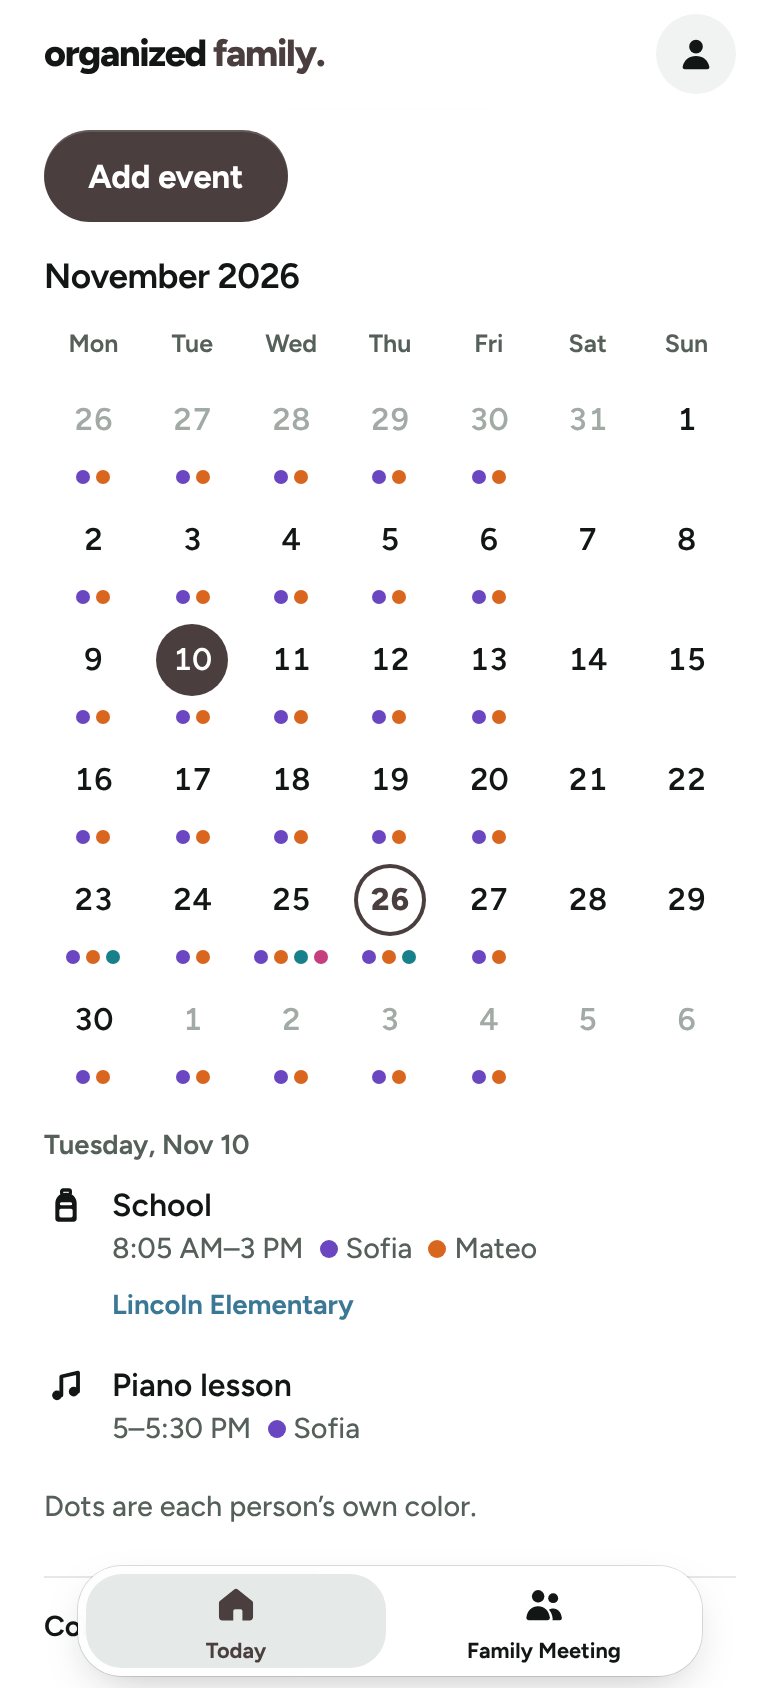 organized family.
Add event
November 2026
Mon Tue Wed Thu Fri Sat Sun
26 27 28 29 30 31 1
2 3 4 5 6 7 8
9 10 11 12 13 14 15
16 17 18 19 20 21 22
23 24 25 26 27 28 29
30 1 2 3 4 5 6
Tuesday, Nov 10
School
8:05 AM–3 PM Sofia Mateo
Lincoln Elementary
Piano lesson
5–5:30 PM Sofia
Dots are each person’s own color.
Today Family Meeting